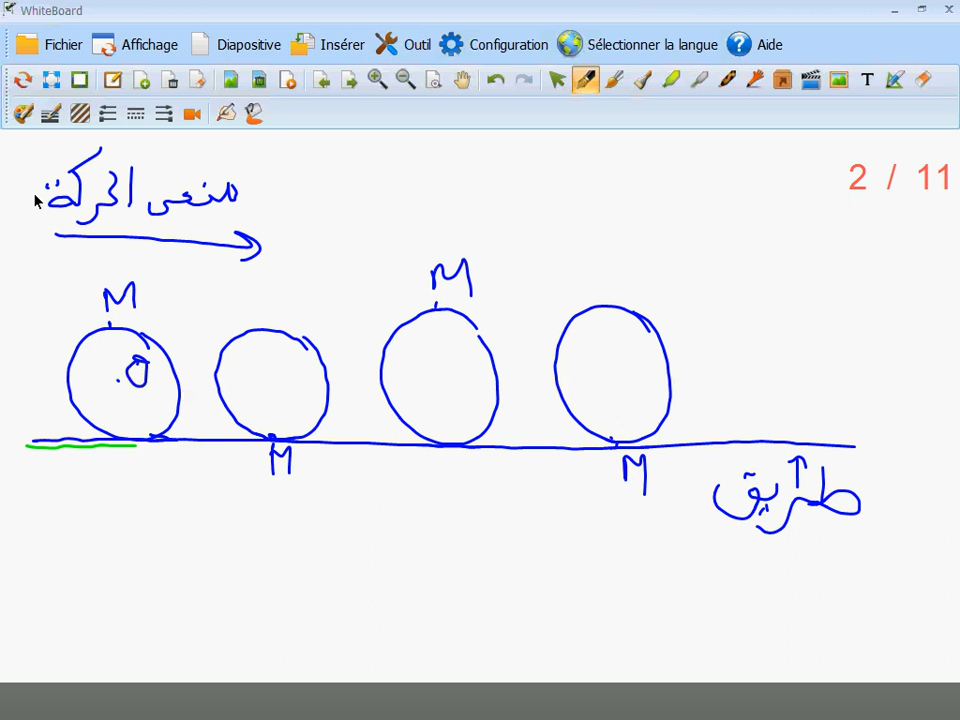 WhiteBoard
Fichier Affichage Diapositive Insérer Outil Configuration Sélectionner la langue Aide
T
2 / 11
منحى الحركة
M
M
O
M
M
طريق